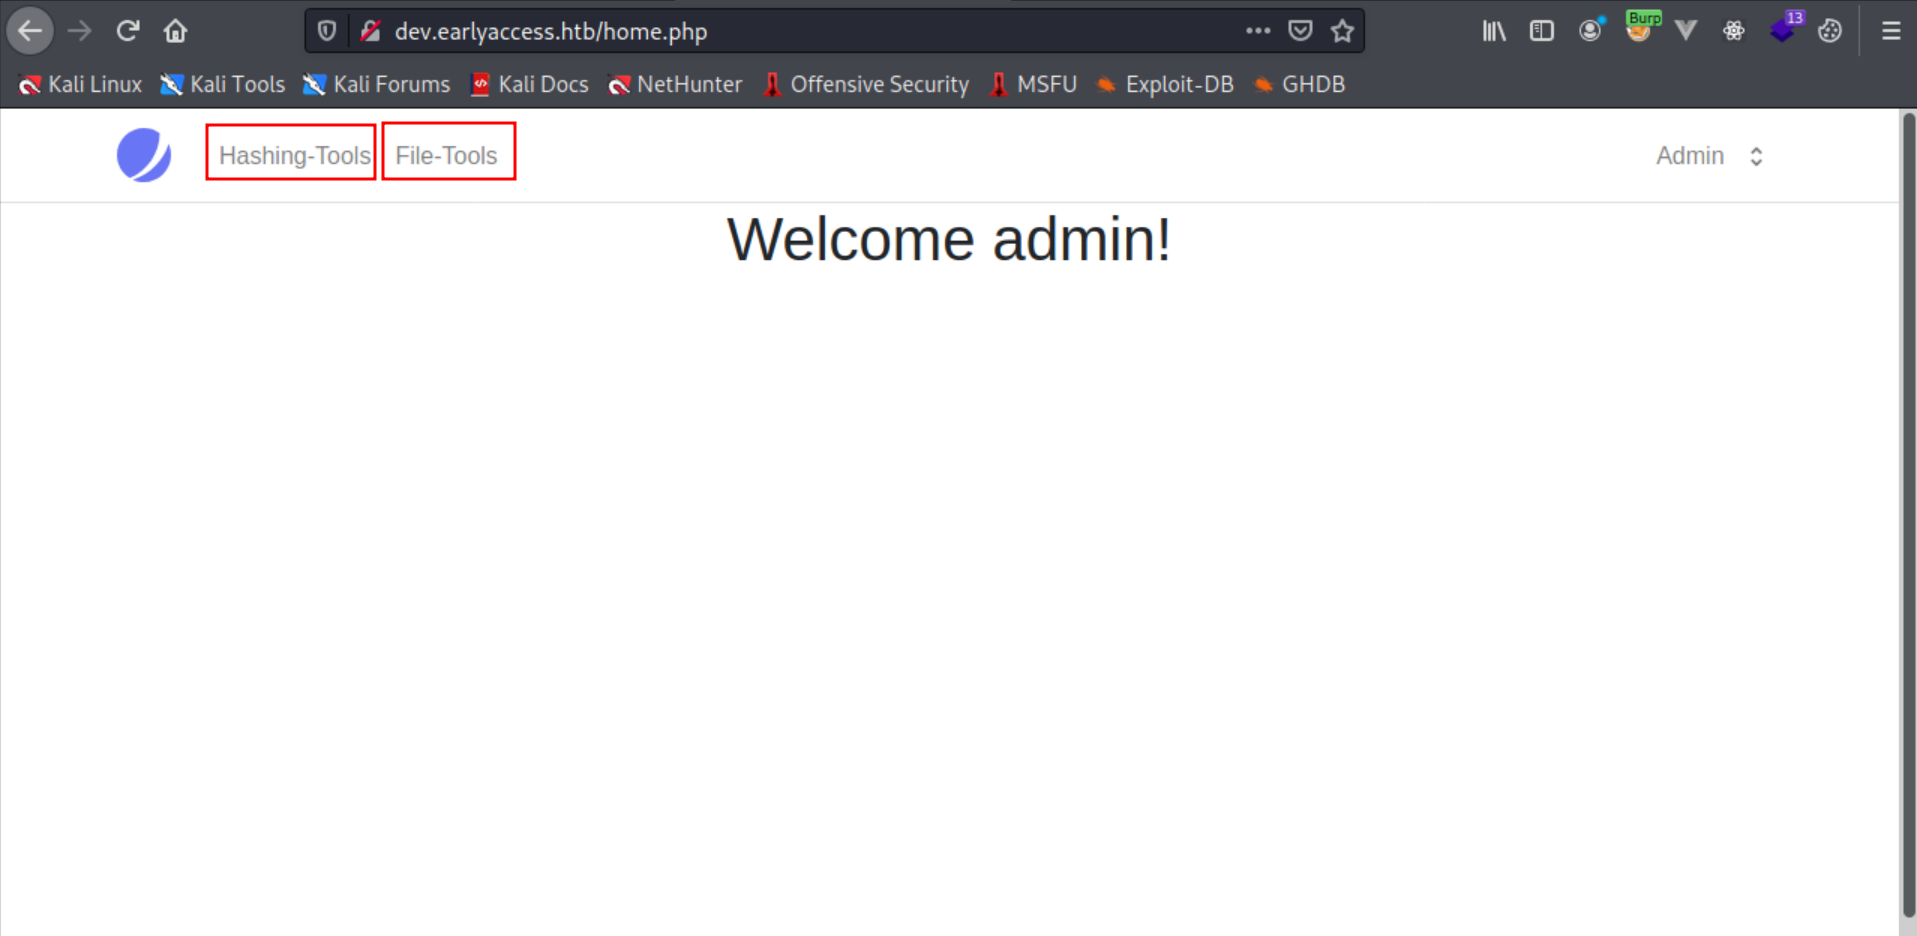 dev.earlyaccess.htb/home.php
Burp
13
Kali Linux Kali Tools Kali Forums Kali Docs NetHunter Offensive Security MSFU Exploit-DB GHDB
Hashing-Tools File-Tools Admin
Welcome admin!